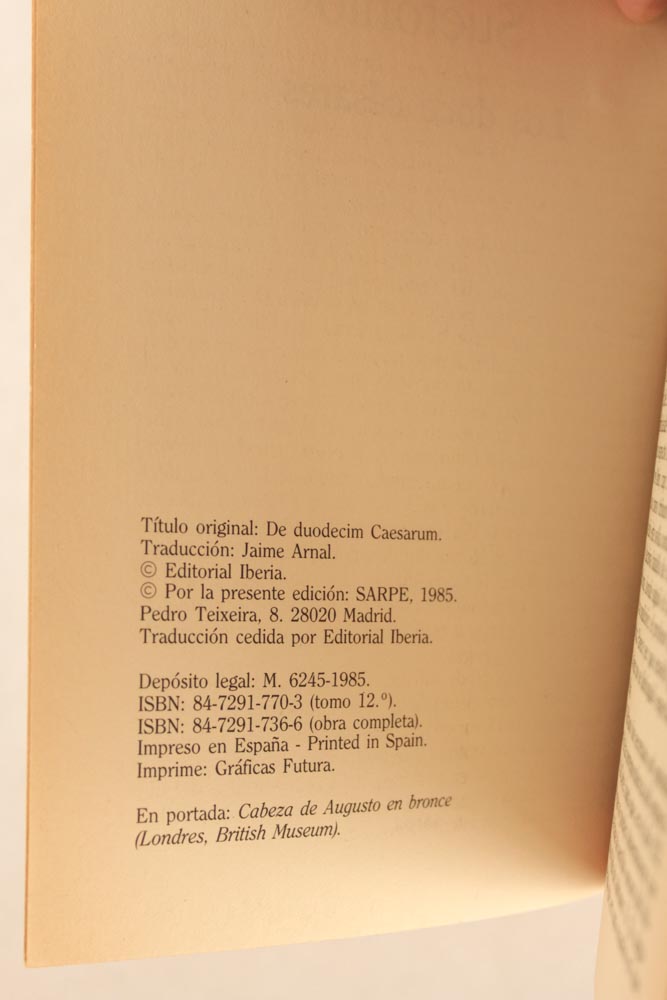 Título original: De duodecim Caesarum.
Traducción: Jaime Arnal.
© Editorial Iberia.
© Por la presente edición: SARPE, 1985.
Pedro Teixeira, 8. 28020 Madrid.
Traducción cedida por Editorial Iberia.
Depósito legal: M. 6245-1985.
ISBN: 84-7291-770-3 (tomo 12.º).
ISBN: 84-7291-736-6 (obra completa).
Impreso en España - Printed in Spain.
Imprime: Gráficas Futura.
En portada: Cabeza de Augusto en bronce
(Londres, British Museum).